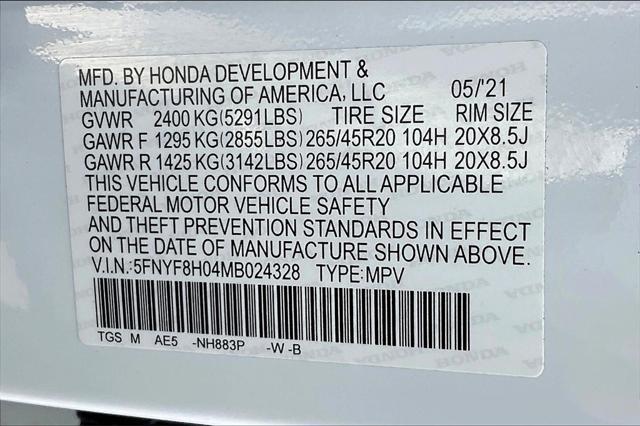 MFD. BY HONDA DEVELOPMENT &
MANUFACTURING OF AMERICA, LLC 05/'21
GVWR 2400 KG(5291LBS) TIRE SIZE RIM SIZE
GAWR F 1295 KG(2855LBS) 265/45R20 104H 20X8.5J
GAWR R 1425 KG(3142LBS) 265/45R20 104H 20X8.5J
THIS VEHICLE CONFORMS TO ALL APPLICABLE
FEDERAL MOTOR VEHICLE SAFETY
AND THEFT PREVENTION STANDARDS IN EFFECT
ON THE DATE OF MANUFACTURE SHOWN ABOVE.
V.I.N.:5FNYF8H04MB024328 TYPE:MPV
TGS M AE5 -NH883P -W -B